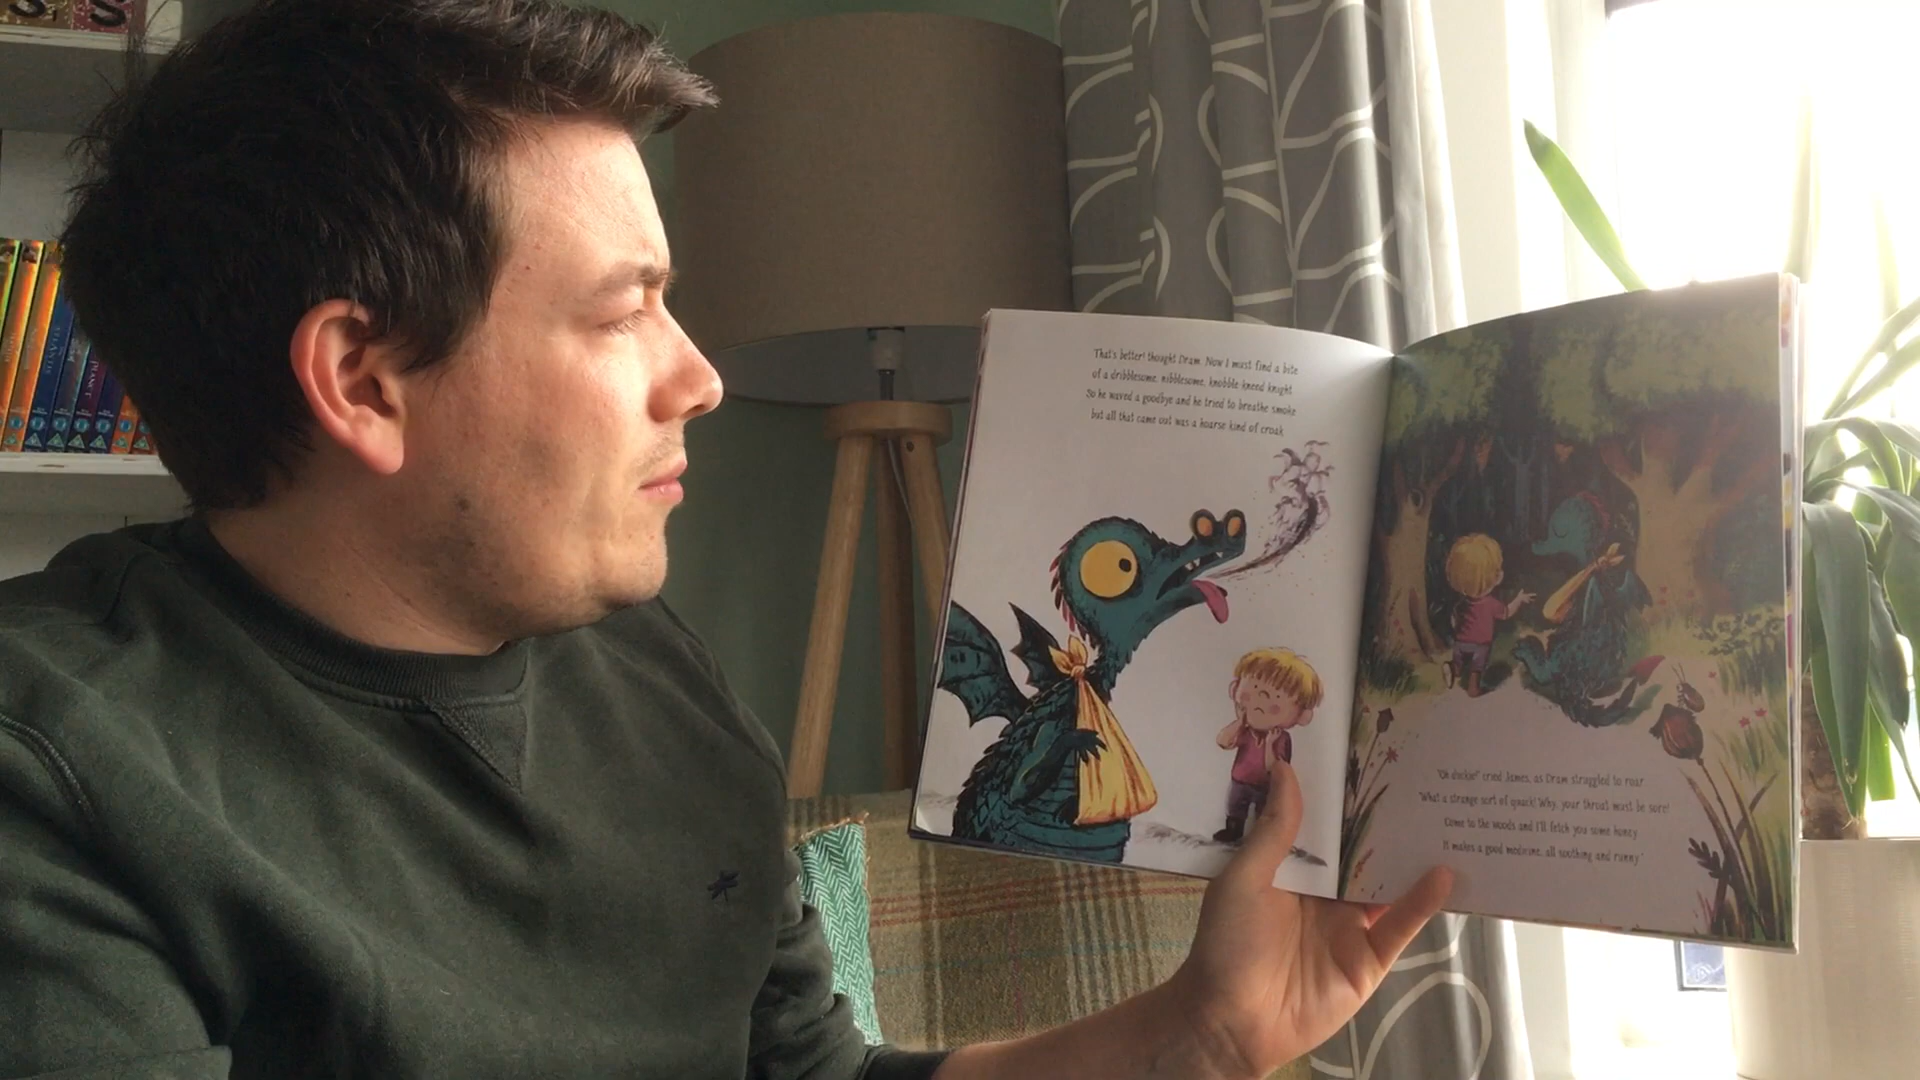 S S
'That's better! thought Dram. Now I must find a bite
of a dribblesome, nibblesome, knobble-kneed knight.
So he waved a goodbye and he tried to breathe smoke
but all that came out was a hoarse kind of croak.
"Oh duckie!" cried James, as Dram struggled to roar
"What a strange sort of quack! Why, your throat must be sore!
Come to the woods and I'll fetch you some honey
It makes a good medicine, all soothing and runny."
PLANET